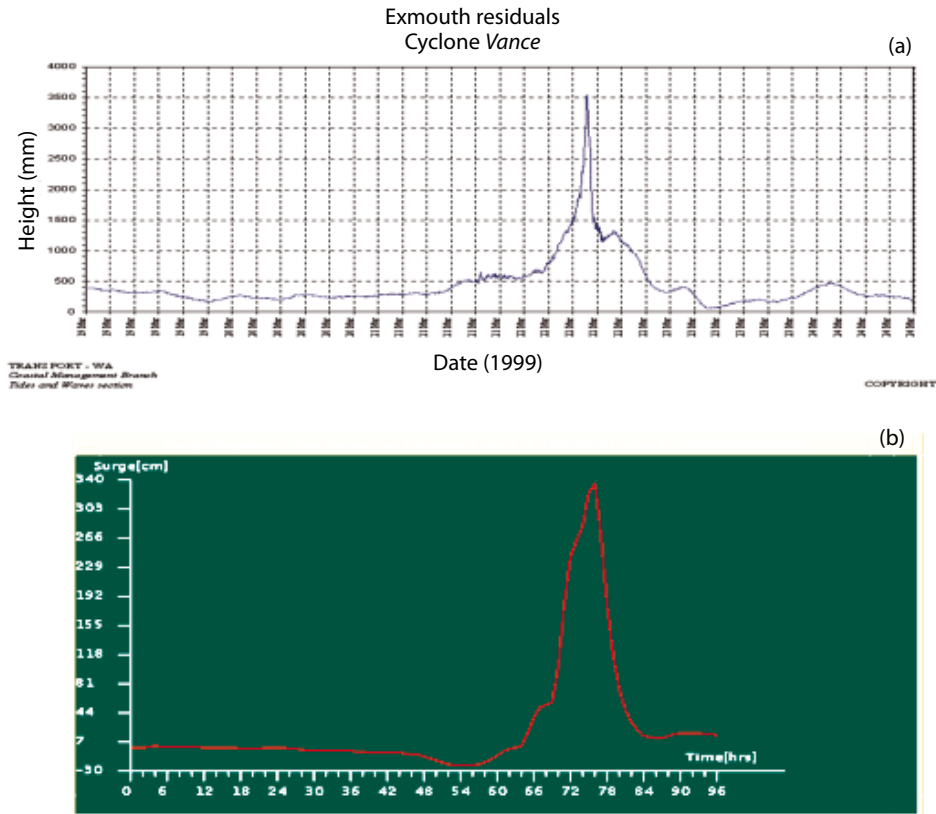 Exmouth residuals
Cyclone Vance
(a)
Height (mm)
4000
3500
3000
2500
2000
1500
1000
500
0
Date (1999)
TRANSPORT - WA
Coastal Management Branch
Tides and Waves section
COPYRIGHT
(b)
Surge[cm]
340
303
266
229
192
155
118
81
44
7
-30
Time[hrs]
0 6 12 18 24 30 36 42 48 54 60 66 72 78 84 90 96